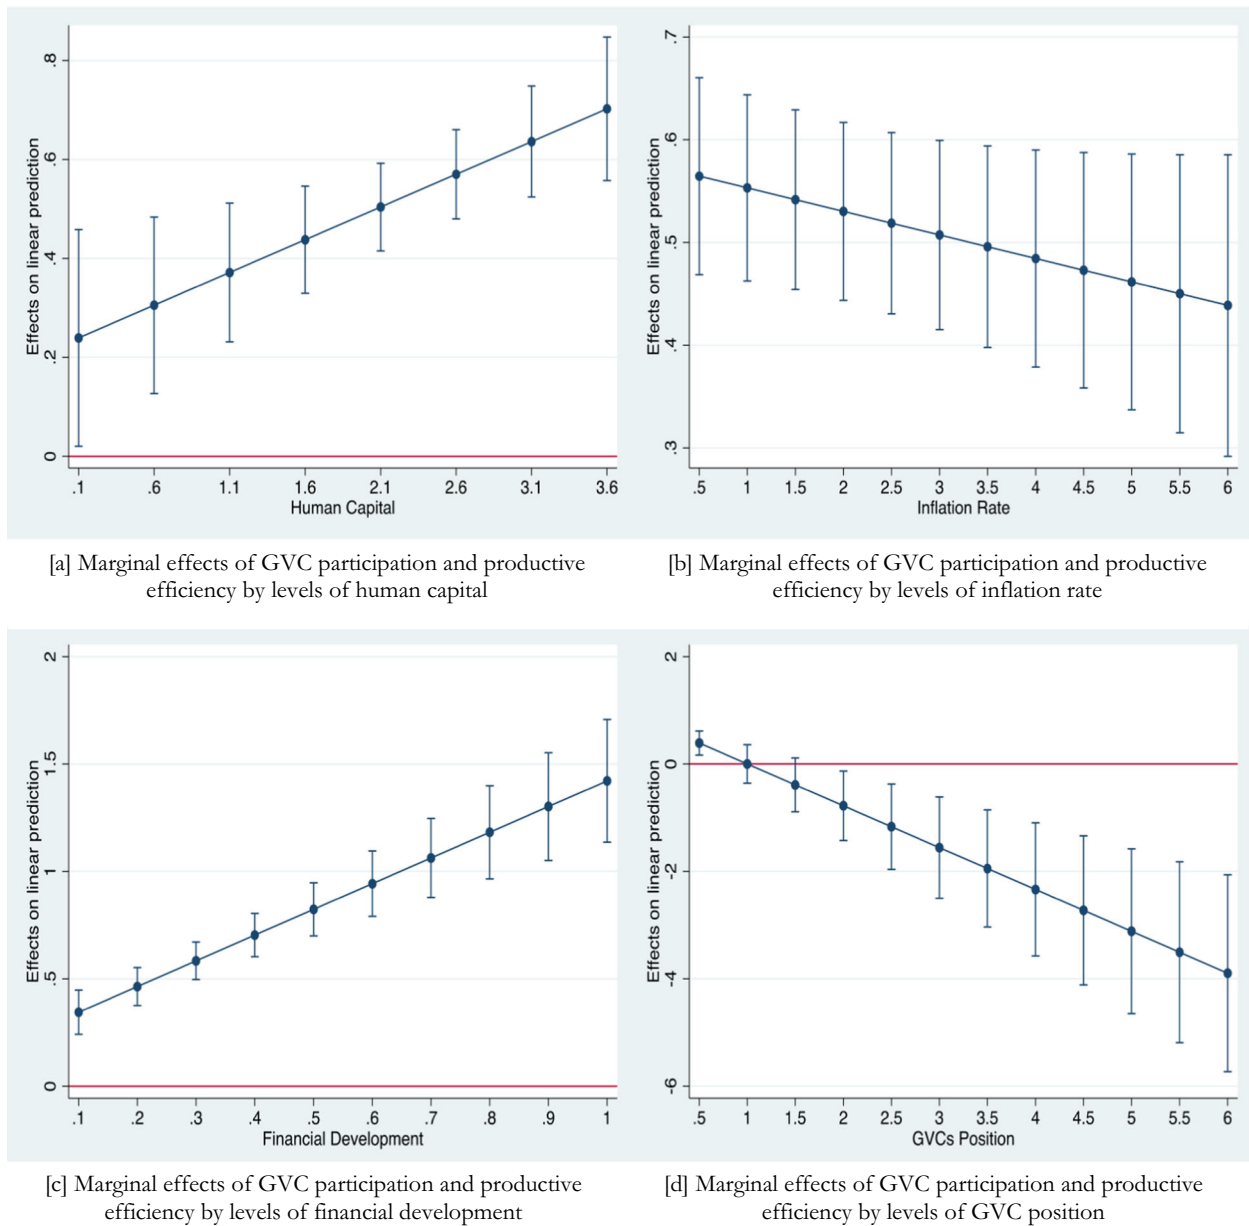 Effects on linear prediction
.8
.6
.4
.2
0
.1 .6 1.1 1.6 2.1 2.6 3.1 3.6
Human Capital
[a] Marginal effects of GVC participation and productive
efficiency by levels of human capital
Effects on linear prediction
.7
.6
.5
.4
.3
.5 1 1.5 2 2.5 3 3.5 4 4.5 5 5.5 6
Inflation Rate
[b] Marginal effects of GVC participation and productive
efficiency by levels of inflation rate
Effects on linear prediction
2
1.5
1
.5
0
.1 .2 .3 .4 .5 .6 .7 .8 .9 1
Financial Development
[c] Marginal effects of GVC participation and productive
efficiency by levels of financial development
Effects on linear prediction
2
0
-2
-4
-6
.5 1 1.5 2 2.5 3 3.5 4 4.5 5 5.5 6
GVCs Position
[d] Marginal effects of GVC participation and productive
efficiency by levels of GVC position